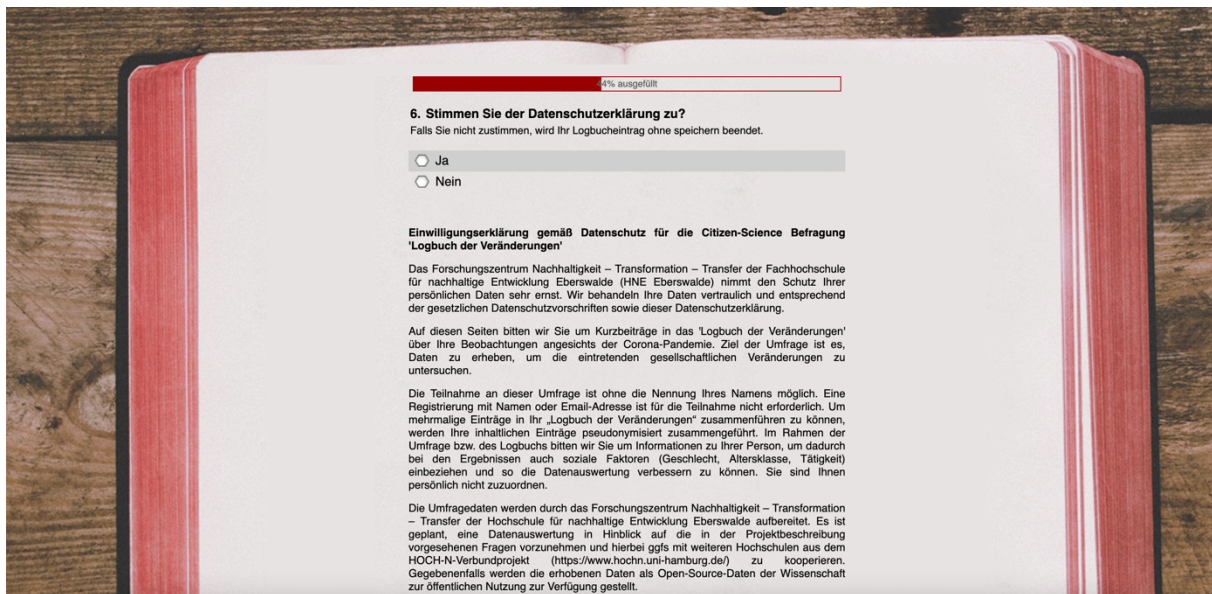 44% ausgefüllt
6. Stimmen Sie der Datenschutzerklärung zu?
Falls Sie nicht zustimmen, wird Ihr Logbucheintrag ohne speichern beendet.
Ja
Nein
Einwilligungserklärung gemäß Datenschutz für die Citizen-Science Befragung
'Logbuch der Veränderungen'
Das Forschungszentrum Nachhaltigkeit – Transformation – Transfer der Fachhochschule
für nachhaltige Entwicklung Eberswalde (HNE Eberswalde) nimmt den Schutz Ihrer
persönlichen Daten sehr ernst. Wir behandeln Ihre Daten vertraulich und entsprechend
der gesetzlichen Datenschutzvorschriften sowie dieser Datenschutzerklärung.
Auf diesen Seiten bitten wir Sie um Kurzbeiträge in das 'Logbuch der Veränderungen'
über Ihre Beobachtungen angesichts der Corona-Pandemie. Ziel der Umfrage ist es,
Daten zu erheben, um die eintretenden gesellschaftlichen Veränderungen zu
untersuchen.
Die Teilnahme an dieser Umfrage ist ohne die Nennung Ihres Namens möglich. Eine
Registrierung mit Namen oder Email-Adresse ist für die Teilnahme nicht erforderlich. Um
mehrmalige Einträge in Ihr „Logbuch der Veränderungen“ zusammenführen zu können,
werden Ihre inhaltlichen Einträge pseudonymisiert zusammengeführt. Im Rahmen der
Umfrage bzw. des Logbuchs bitten wir Sie um Informationen zu Ihrer Person, um dadurch
bei den Ergebnissen auch soziale Faktoren (Geschlecht, Altersklasse, Tätigkeit)
einbeziehen und so die Datenauswertung verbessern zu können. Sie sind Ihnen
persönlich nicht zuzuordnen.
Die Umfragedaten werden durch das Forschungszentrum Nachhaltigkeit – Transformation
– Transfer der Hochschule für nachhaltige Entwicklung Eberswalde aufbereitet. Es ist
geplant, eine Datenauswertung in Hinblick auf die in der Projektbeschreibung
vorgesehenen Fragen vorzunehmen und hierbei ggfs mit weiteren Hochschulen aus dem
HOCH-N-Verbundprojekt (https://www.hochn.uni-hamburg.de/) zu kooperieren.
Gegebenenfalls werden die erhobenen Daten als Open-Source-Daten der Wissenschaft
zur öffentlichen Nutzung zur Verfügung gestellt.